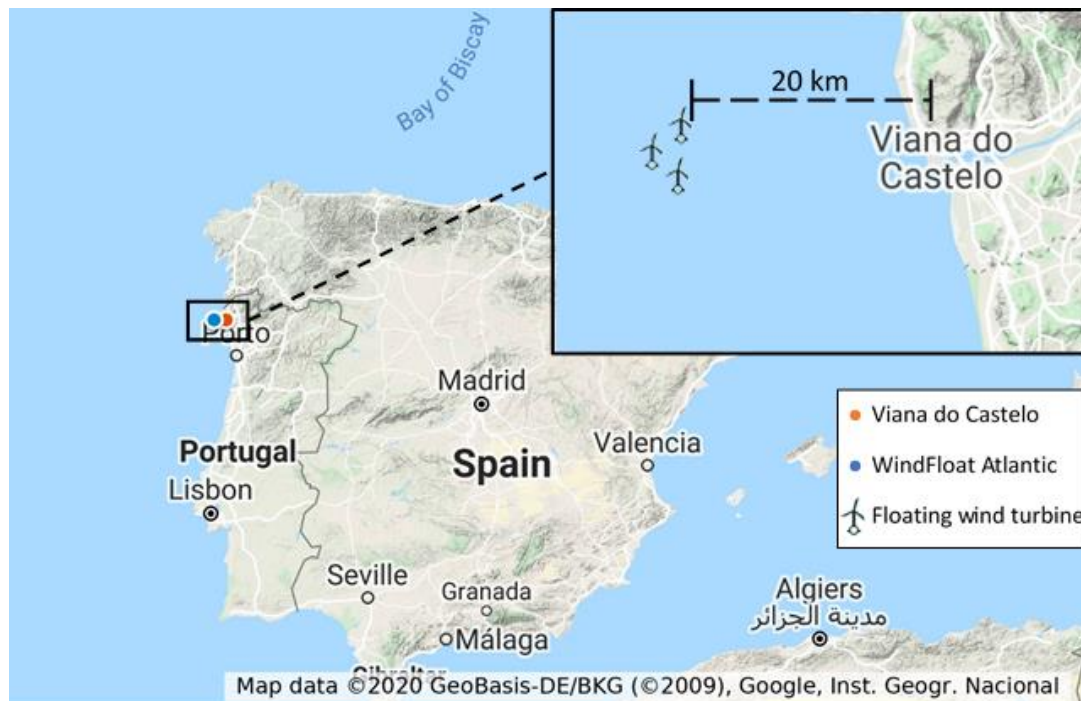 Bay of Biscay
20 km
Viana do
Castelo
Porto
Madrid
Portugal
Spain
Valencia
Lisbon
Viana do Castelo
WindFloat Atlantic
Floating wind turbine
Seville
Granada
Málaga
Algiers
مدينة الجزائر
Gibraltar
Map data ©2020 GeoBasis-DE/BKG (©2009), Google, Inst. Geogr. Nacional